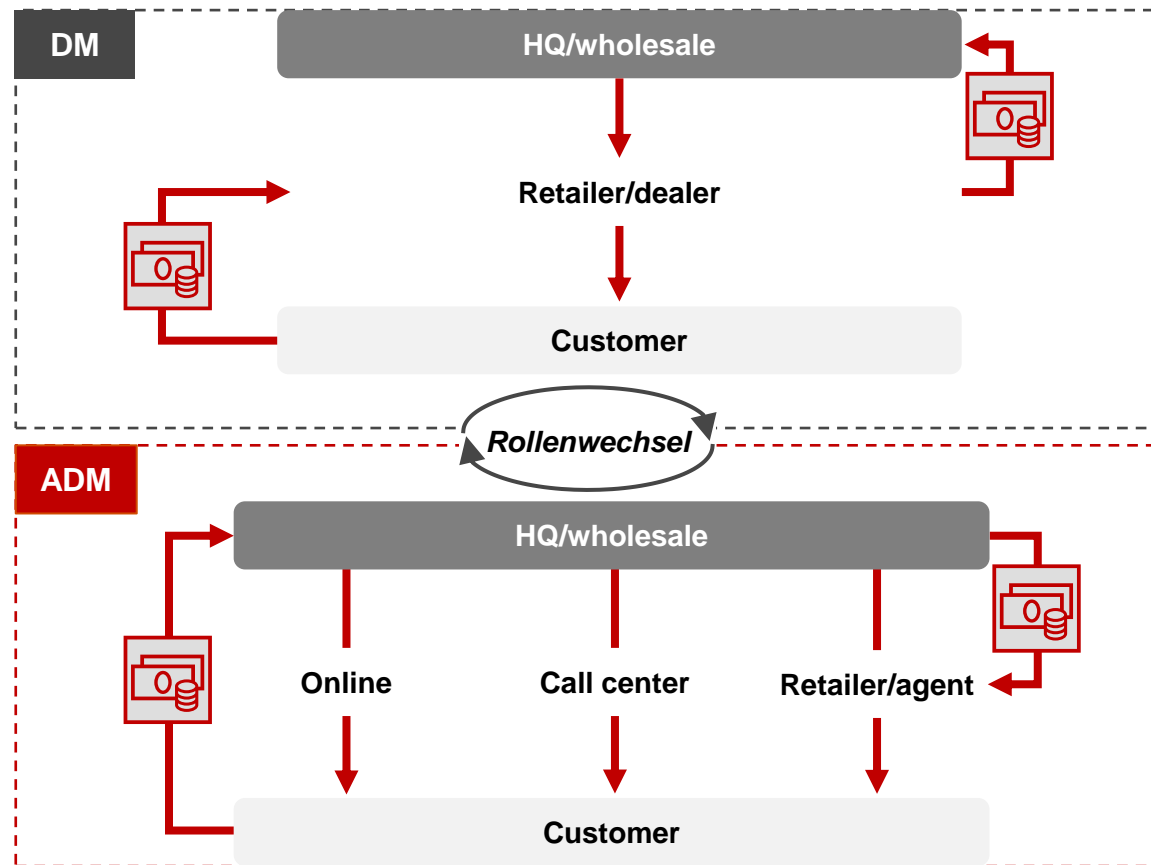 DM
HQ/wholesale
Retailer/dealer
Customer
Rollenwechsel
ADM
HQ/wholesale
Online
Call center
Retailer/agent
Customer